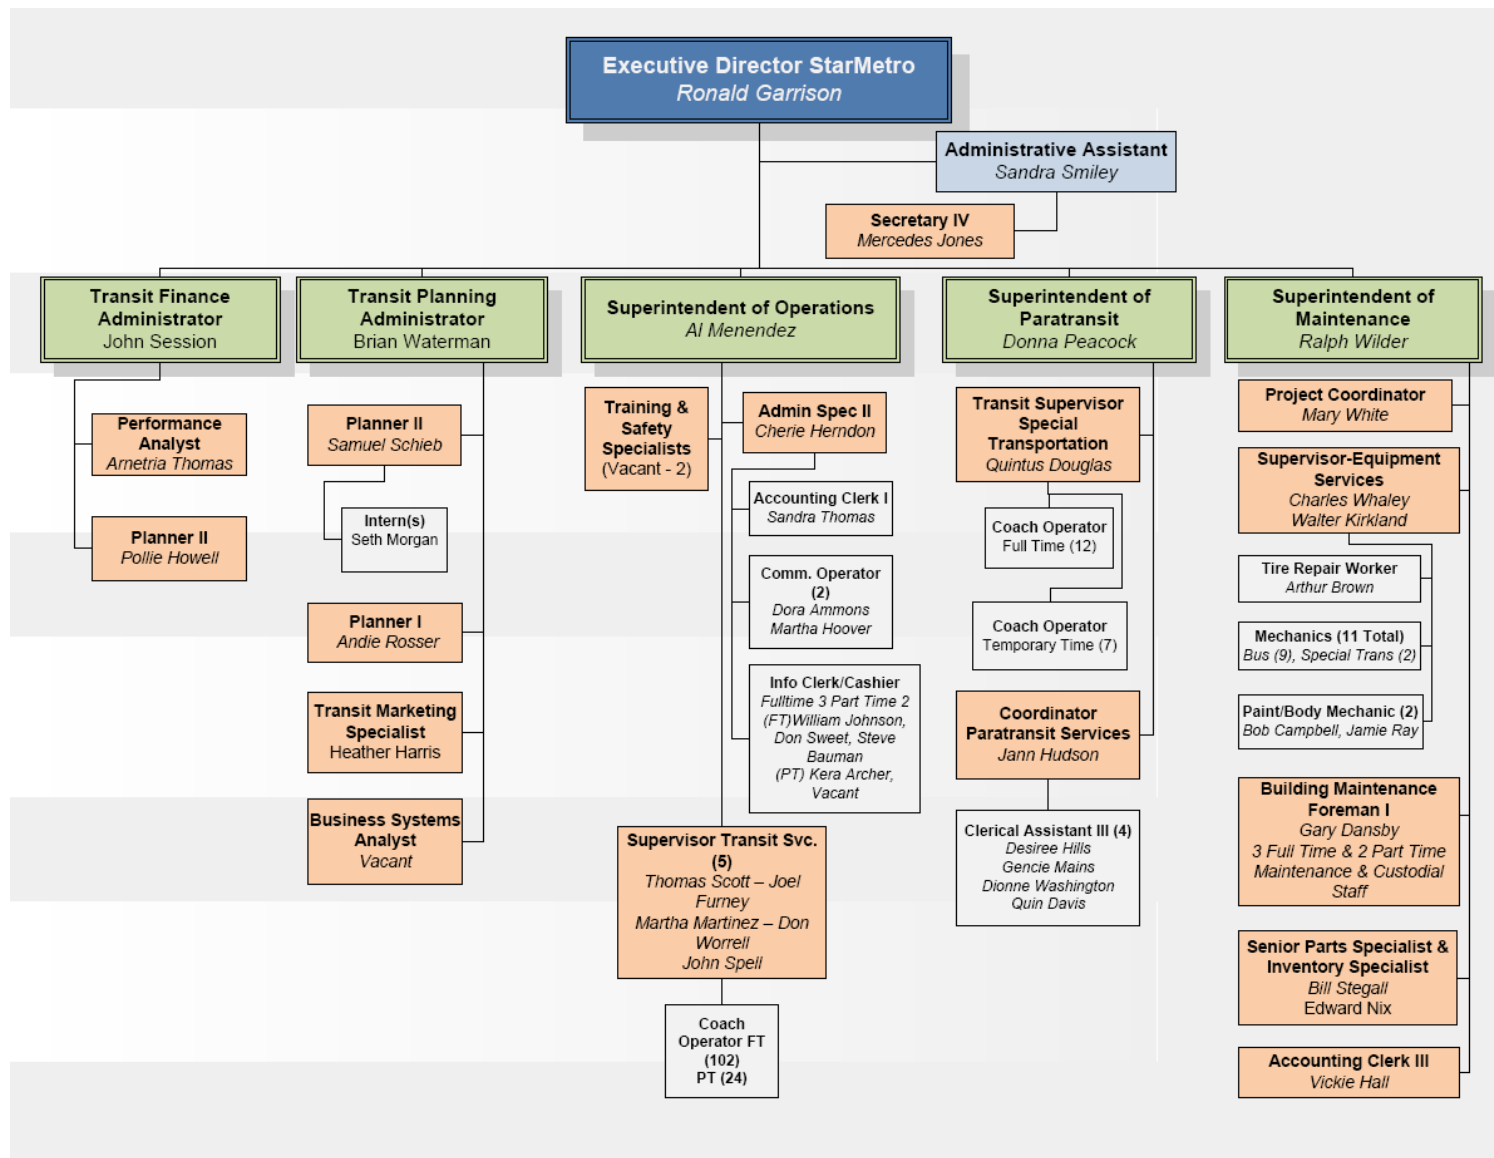 Executive Director StarMetro
Ronald Garrison
Administrative Assistant
Sandra Smiley
Secretary IV
Mercedes Jones
Transit Finance
Administrator
John Session
Performance
Analyst
Arnetria Thomas
Planner II
Pollie Howell
Transit Planning
Administrator
Brian Waterman
Planner II
Samuel Schieb
Intern(s)
Seth Morgan
Planner I
Andie Rosser
Transit Marketing
Specialist
Heather Harris
Business Systems
Analyst
Vacant
Superintendent of Operations
Al Menendez
Training &
Safety
Specialists
(Vacant - 2)
Admin Spec II
Cherie Herndon
Accounting Clerk I
Sandra Thomas
Comm. Operator
(2)
Dora Ammons
Martha Hoover
Info Clerk/Cashier
Fulltime 3 Part Time 2
(FT)William Johnson,
Don Sweet, Steve
Bauman
(PT) Kera Archer,
Vacant
Supervisor Transit Svc.
(5)
Thomas Scott – Joel
Furney
Martha Martinez – Don
Worrell
John Spell
Coach
Operator FT
(102)
PT (24)
Superintendent of
Paratransit
Donna Peacock
Transit Supervisor
Special
Transportation
Quintus Douglas
Coach Operator
Full Time (12)
Coach Operator
Temporary Time (7)
Coordinator
Paratransit Services
Jann Hudson
Clerical Assistant III (4)
Desiree Hills
Gencie Mains
Dionne Washington
Quin Davis
Superintendent of
Maintenance
Ralph Wilder
Project Coordinator
Mary White
Supervisor-Equipment
Services
Charles Whaley
Walter Kirkland
Tire Repair Worker
Arthur Brown
Mechanics (11 Total)
Bus (9), Special Trans (2)
Paint/Body Mechanic (2)
Bob Campbell, Jamie Ray
Building Maintenance
Foreman I
Gary Dansby
3 Full Time & 2 Part Time
Maintenance & Custodial
Staff
Senior Parts Specialist &
Inventory Specialist
Bill Stegall
Edward Nix
Accounting Clerk III
Vickie Hall